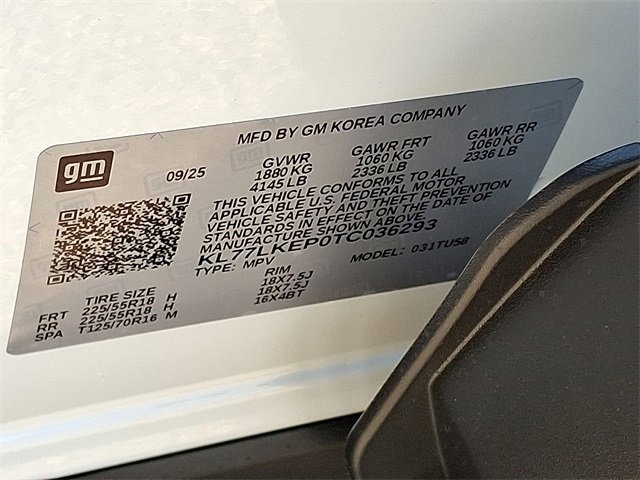 MFD BY GM KOREA COMPANY
gm
09/25
GVWR GAWR FRT GAWR RR
1880 KG 1060 KG 1060 KG
4145 LB 2336 LB 2336 LB
THIS VEHICLE CONFORMS TO ALL
APPLICABLE U.S. FEDERAL MOTOR
VEHICLE SAFETY AND THEFT PREVENTION
STANDARDS IN EFFECT ON THE DATE OF
MANUFACTURE SHOWN ABOVE.
KL77LKEP0TC036293
TYPE: MPV MODEL: 031TU58
TIRE SIZE RIM
FRT 225/55R18 H 18X7.5J
RR 225/55R18 H 18X7.5J
SPA T125/70R16 M 16X4BT